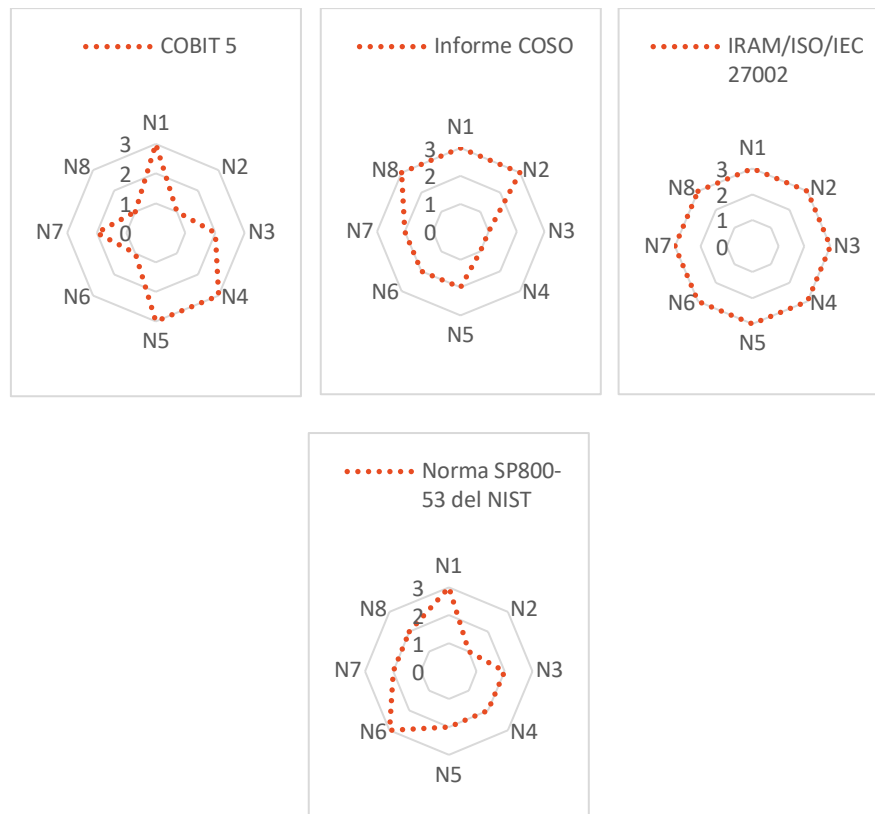 COBIT 5
N1
3
N8
N2
2
1
N7
0
N3
N6
N4
N5
Informe COSO
N1
3
N8
N2
2
1
N7
0
N3
N6
N4
N5
IRAM/ISO/IEC
27002
N1
3
N8
N2
2
1
N7
0
N3
N6
N4
N5
Norma SP800-
53 del NIST
N1
3
N8
N2
2
1
N7
0
N3
N6
N4
N5